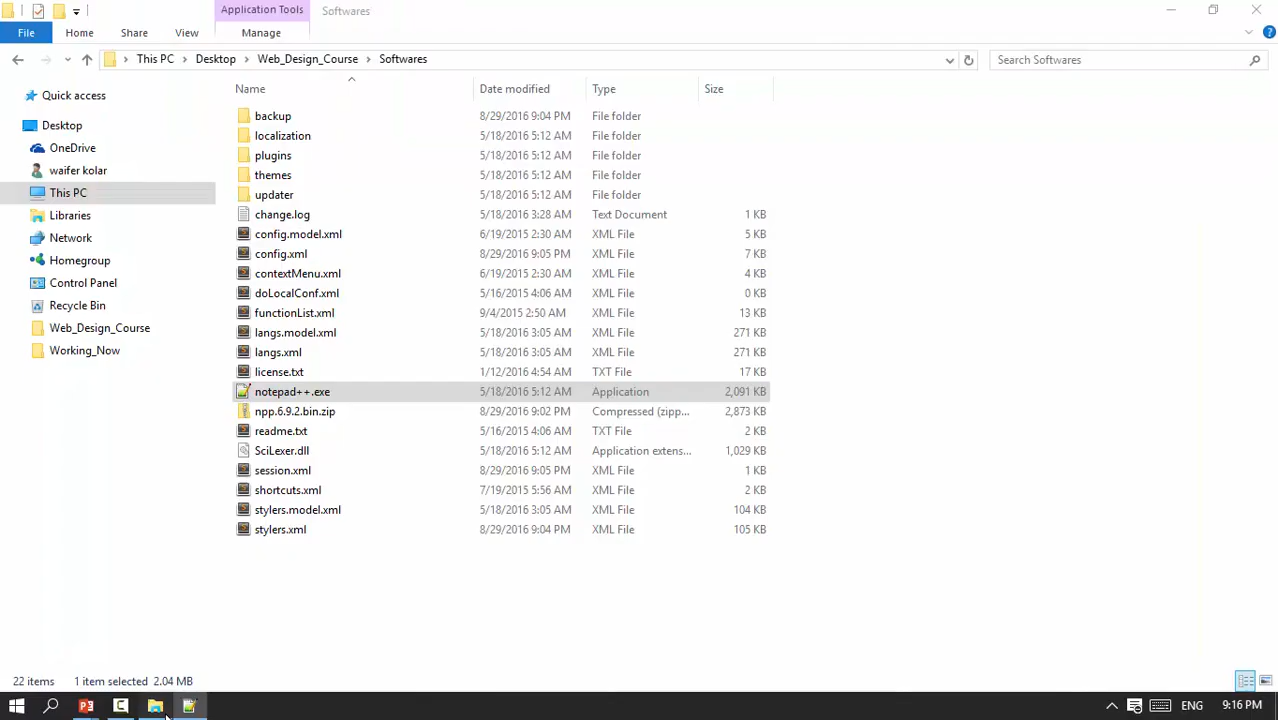 Application Tools Softwares
File Home Share View Manage
This PC Desktop Web_Design_Course Softwares Search Softwares
Name Date modified Type Size
Quick access
Desktop
OneDrive
waifer kolar
This PC
Libraries
Network
Homegroup
Control Panel
Recycle Bin
Web_Design_Course
Working_Now
backup 8/29/2016 9:04 PM File folder
localization 5/18/2016 5:12 AM File folder
plugins 5/18/2016 5:12 AM File folder
themes 5/18/2016 5:12 AM File folder
updater 5/18/2016 5:12 AM File folder
change.log 5/18/2016 3:28 AM Text Document 1 KB
config.model.xml 6/19/2015 2:30 AM XML File 5 KB
config.xml 8/29/2016 9:05 PM XML File 7 KB
contextMenu.xml 6/19/2015 2:30 AM XML File 4 KB
doLocalConf.xml 5/16/2015 4:06 AM XML File 0 KB
functionList.xml 9/4/2015 2:50 AM XML File 13 KB
langs.model.xml 5/18/2016 3:05 AM XML File 271 KB
langs.xml 5/18/2016 3:05 AM XML File 271 KB
license.txt 1/12/2016 4:54 AM TXT File 17 KB
notepad++.exe 5/18/2016 5:12 AM Application 2,091 KB
npp.6.9.2.bin.zip 8/29/2016 9:02 PM Compressed (zipp... 2,873 KB
readme.txt 5/16/2015 4:06 AM TXT File 2 KB
SciLexer.dll 5/18/2016 5:12 AM Application extens... 1,029 KB
session.xml 8/29/2016 9:05 PM XML File 1 KB
shortcuts.xml 7/19/2015 5:56 AM XML File 2 KB
stylers.model.xml 5/18/2016 3:05 AM XML File 104 KB
stylers.xml 8/29/2016 9:04 PM XML File 105 KB
22 items 1 item selected 2.04 MB
ENG 9:16 PM